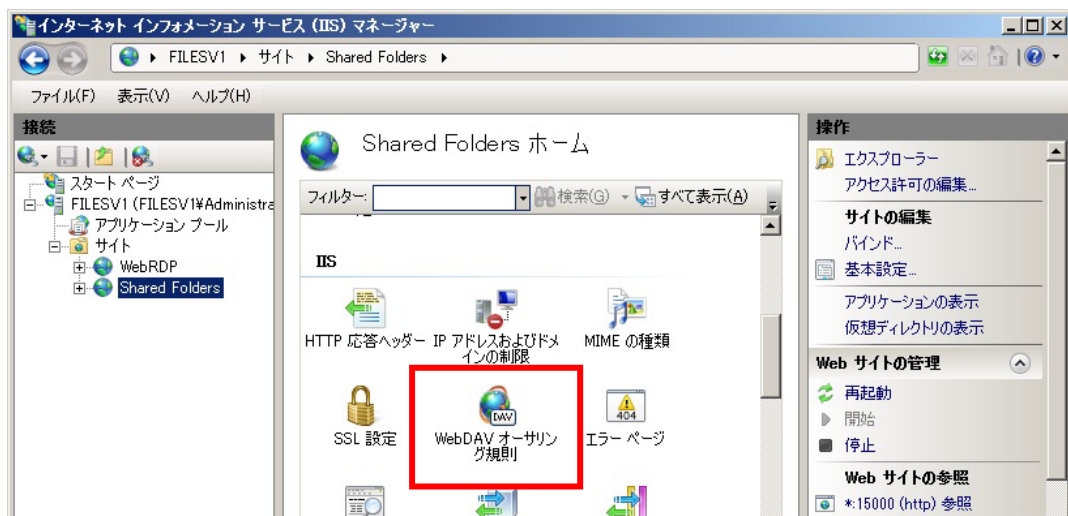 インターネット インフォメーション サービス (IIS) マネージャー
FILESV1 サイト Shared Folders
ファイル(F) 表示(V) ヘルプ(H)
接続
スタート ページ
FILESV1 (FILESV1¥Administra
アプリケーション プール
サイト
WebRDP
Shared Folders
Shared Folders ホーム
フィルター: 検索(G) すべて表示(A)
IIS
HTTP 応答ヘッダー
IP アドレスおよびドメ
インの制限
MIME の種類
SSL 設定
DAV
WebDAV オーサリン
グ規則
404
エラー ページ
操作
エクスプローラー
アクセス許可の編集...
サイトの編集
バインド...
基本設定...
アプリケーションの表示
仮想ディレクトリの表示
Web サイトの管理
再起動
開始
停止
Web サイトの参照
*:15000 (http) 参照